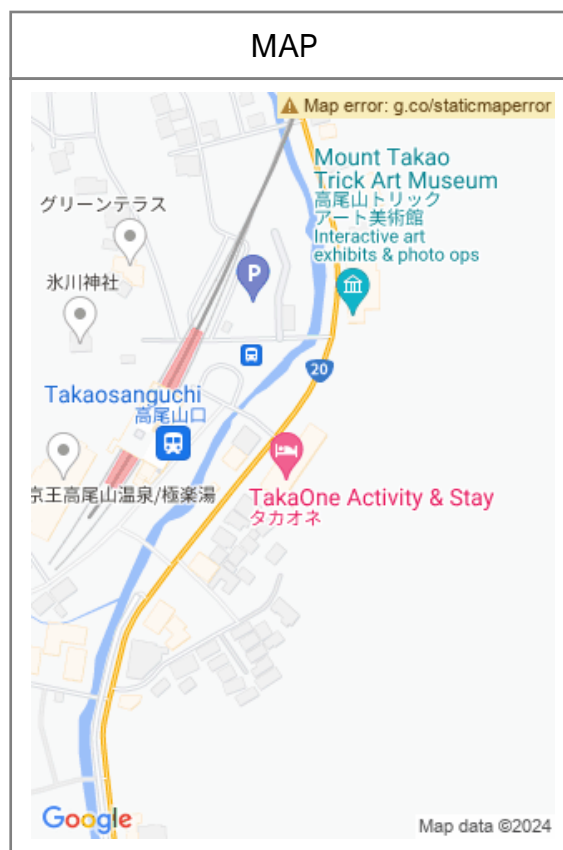 MAP
Map error: g.co/staticmaperror
Mount Takao
Trick Art Museum
高尾山トリック
アート美術館
Interactive art
exhibits & photo ops
グリーンテラス
氷川神社
P
20
Takaosanguchi
高尾山口
京王高尾山温泉/極楽湯
TakaOne Activity & Stay
タカオネ
Google
Map data ©2024